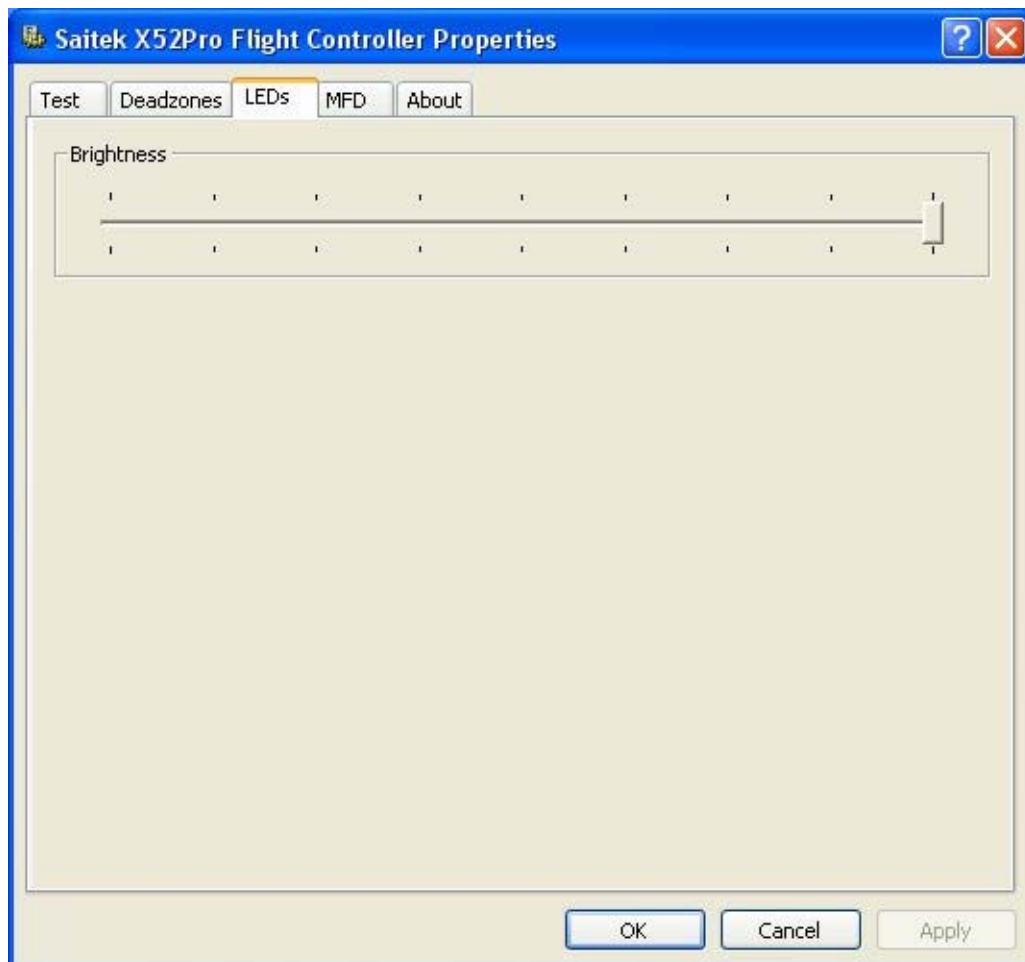 Saitek X52Pro Flight Controller Properties
Test Deadzones LEDs MFD About
Brightness
OK Cancel Apply